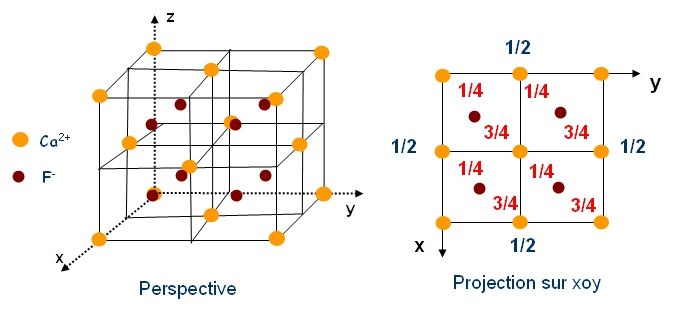 z
Ca²⁺
F⁻
y
x
Perspective
1/2
y
1/4
1/4
3/4
3/4
1/2
1/2
1/4
1/4
3/4
3/4
x
1/2
Projection sur xoy